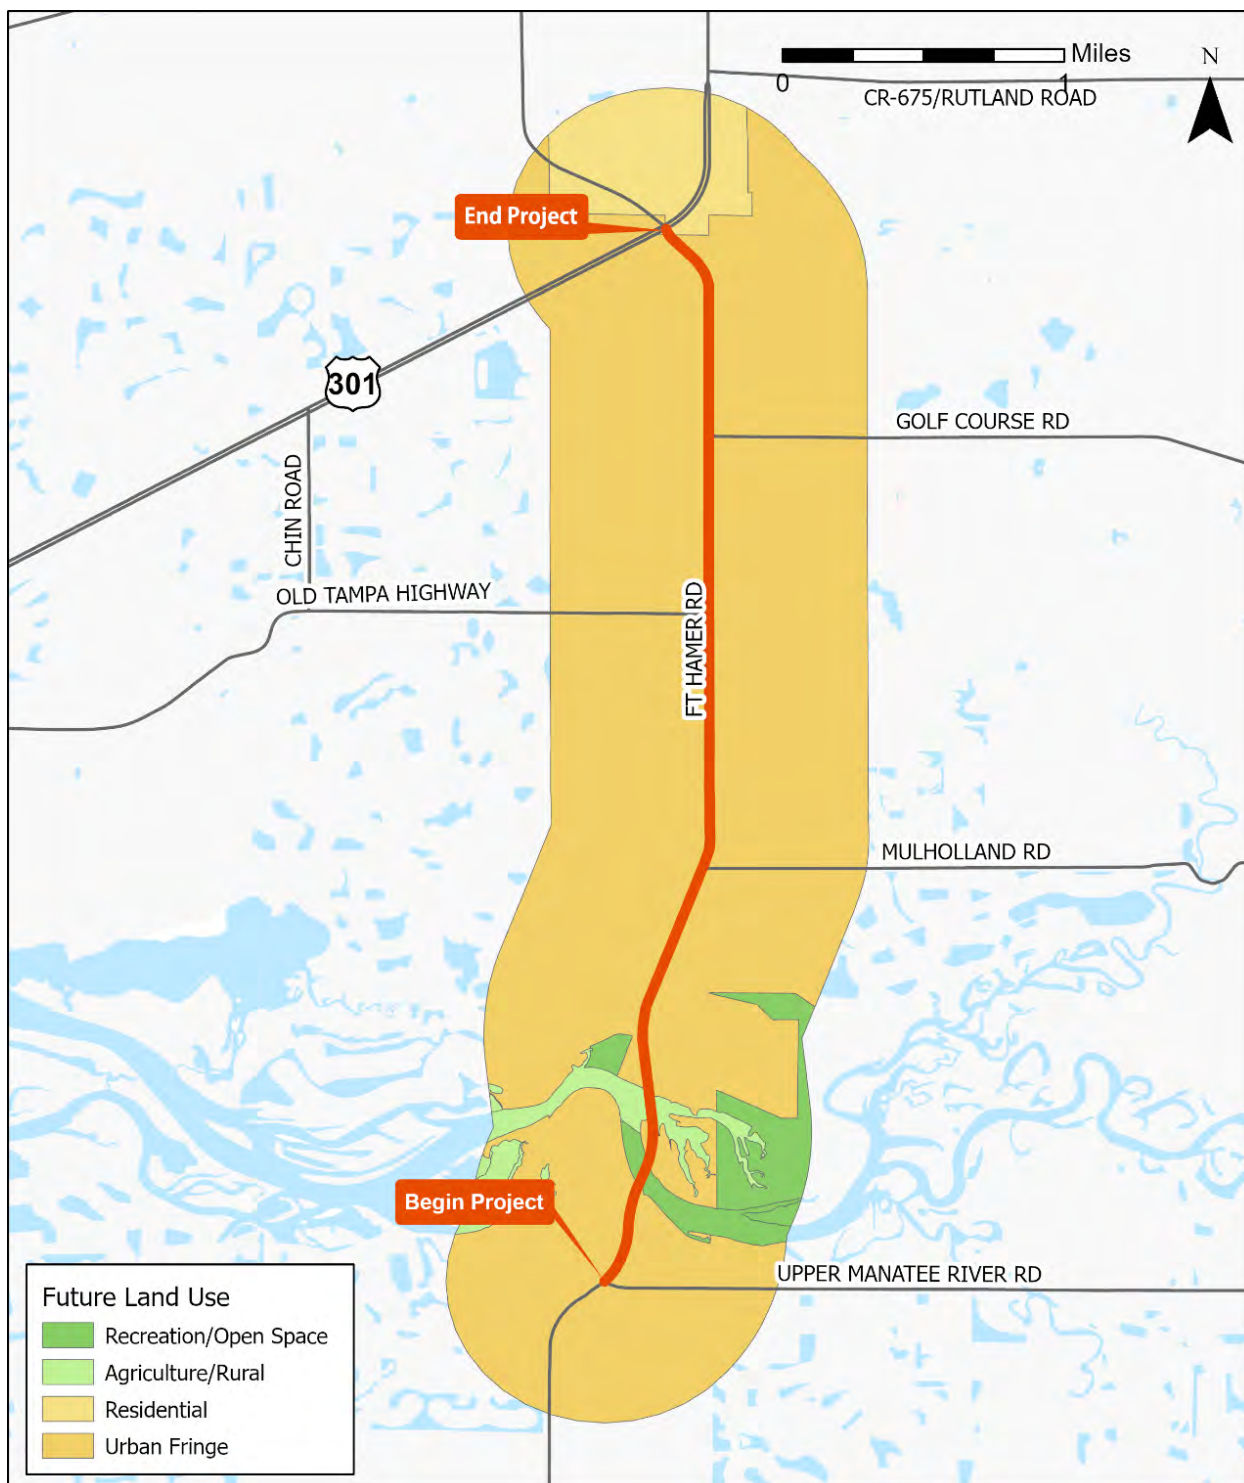 Miles
0
1
N
CR-675/RUTLAND ROAD
End Project
301
GOLF COURSE RD
CHIN ROAD
OLD TAMPA HIGHWAY
FT HAMER RD
MULHOLLAND RD
Begin Project
UPPER MANATEE RIVER RD
Future Land Use
Recreation/Open Space
Agriculture/Rural
Residential
Urban Fringe